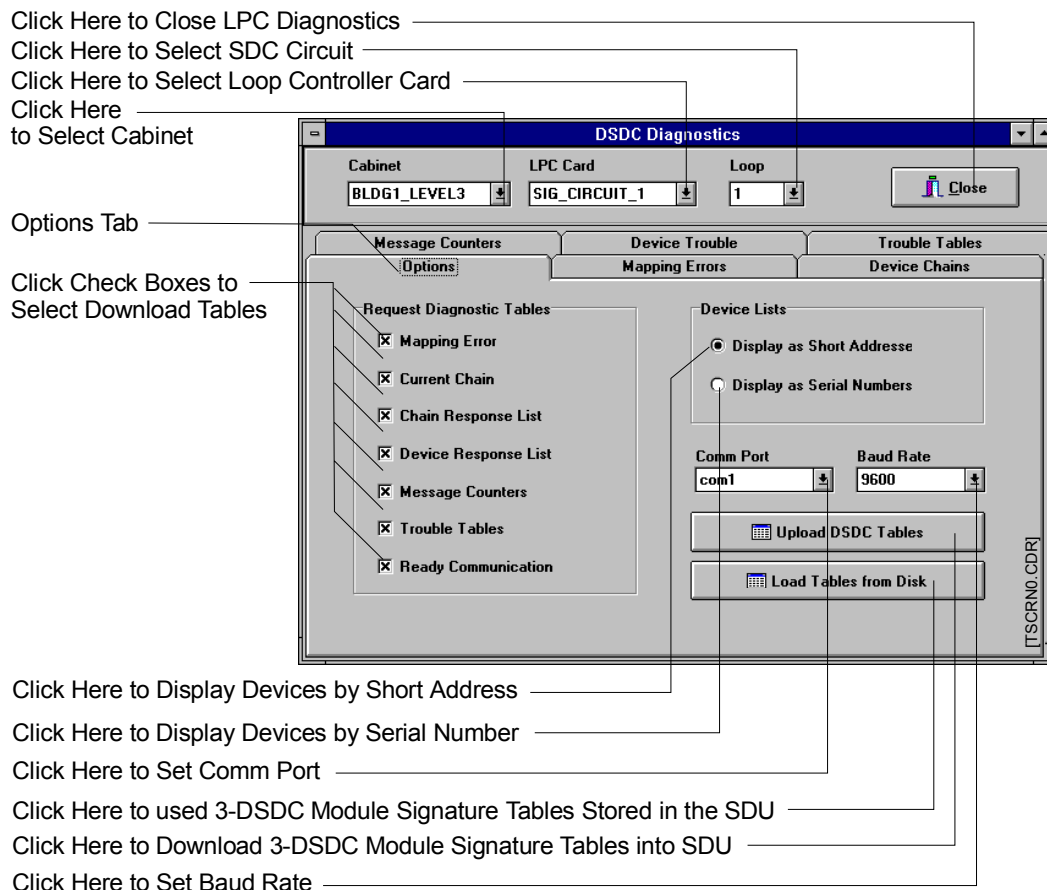 Click Here to Close LPC Diagnostics
Click Here to Select SDC Circuit
Click Here to Select Loop Controller Card
Click Here
to Select Cabinet
DSDC Diagnostics
Cabinet LPC Card Loop
BLDG1_LEVEL3 SIG_CIRCUIT_1 1 Close
Options Tab
Message Counters Device Trouble Trouble Tables
Options Mapping Errors Device Chains
Click Check Boxes to
Select Download Tables
Request Diagnostic Tables
Mapping Error
Current Chain
Chain Response List
Device Response List
Message Counters
Trouble Tables
Ready Communication
Device Lists
Display as Short Addresse
Display as Serial Numbers
Comm Port Baud Rate
com1 9600
Upload DSDC Tables
Load Tables from Disk
[TSCRN0.CDR]
Click Here to Display Devices by Short Address
Click Here to Display Devices by Serial Number
Click Here to Set Comm Port
Click Here to used 3-DSDC Module Signature Tables Stored in the SDU
Click Here to Download 3-DSDC Module Signature Tables into SDU
Click Here to Set Baud Rate